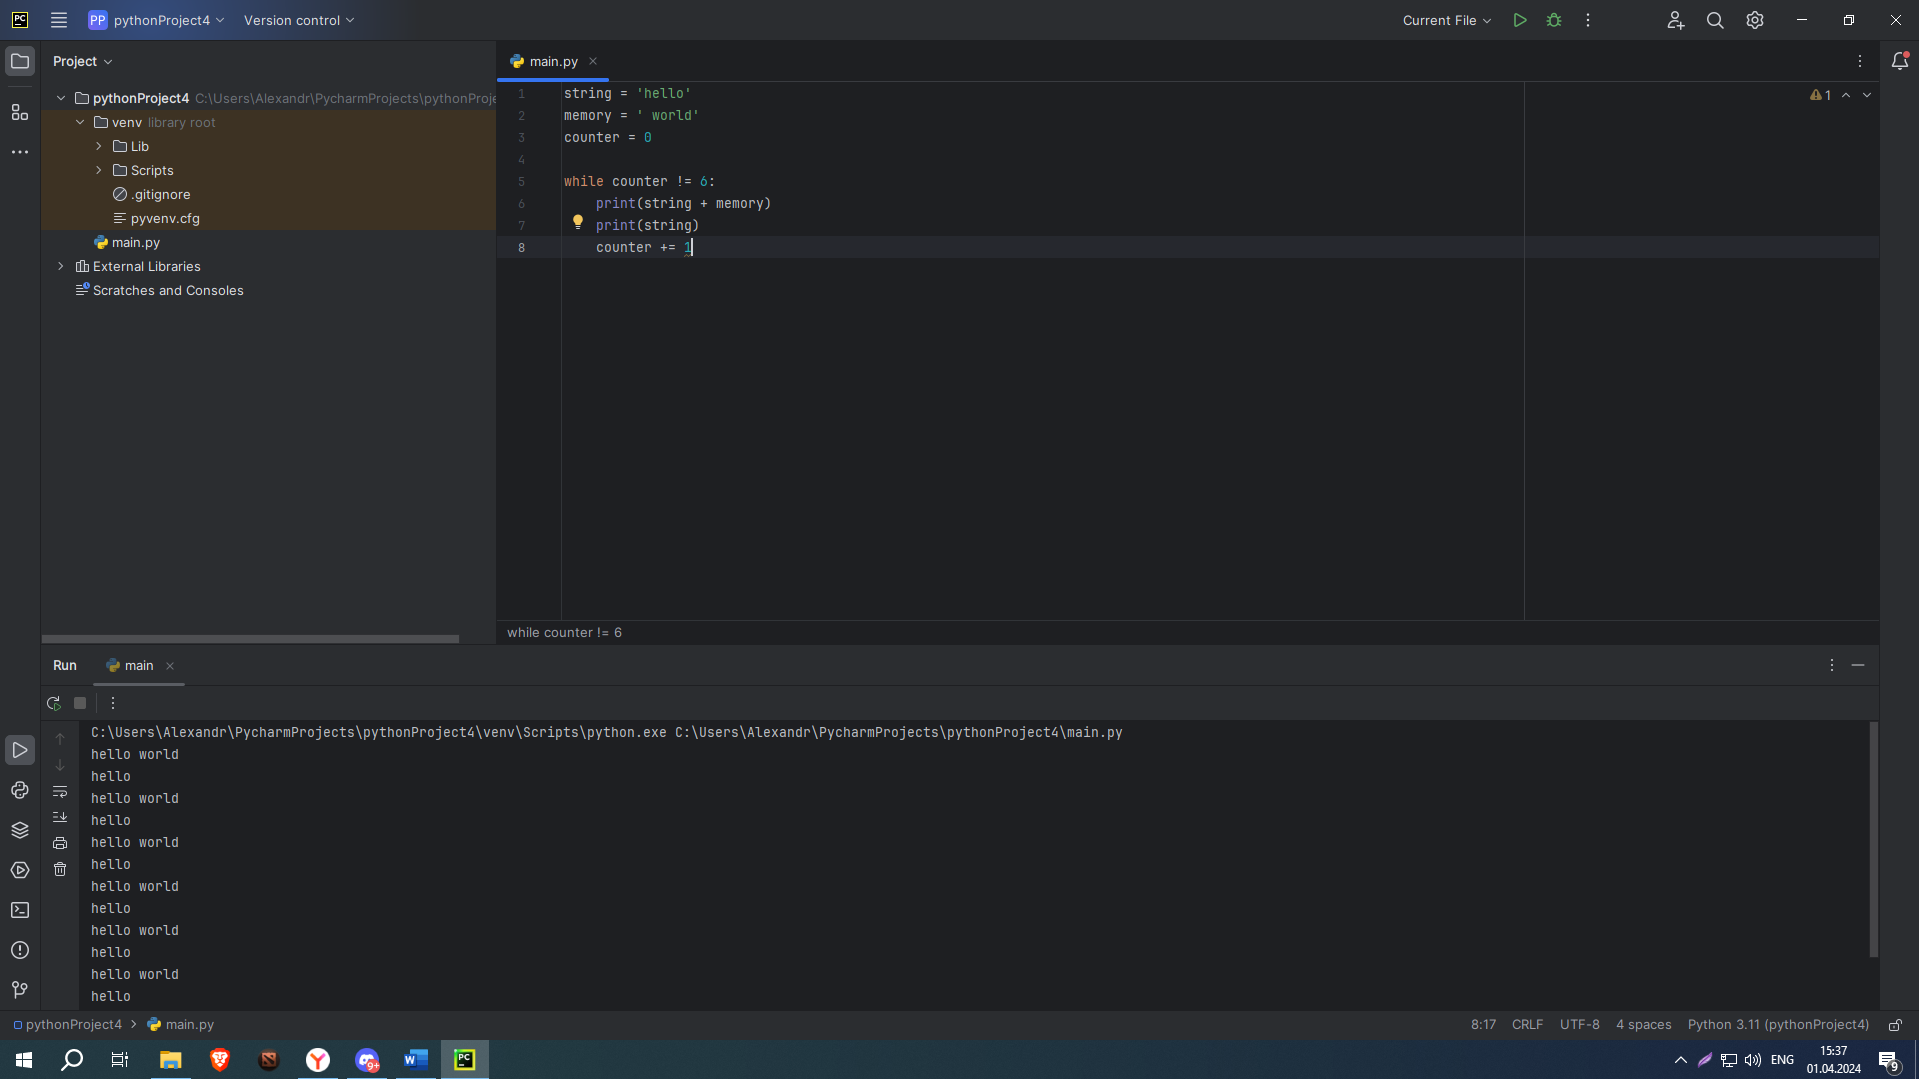 PC PP pythonProject4 Version control Current File
Project
main.py
pythonProject4 C:\Users\Alexandr\PycharmProjects\pythonProje
venv library root
Lib
Scripts
.gitignore
pyvenv.cfg
main.py
External Libraries
Scratches and Consoles
1 string = 'hello'
2 memory = ' world'
3 counter = 0
4
5 while counter != 6:
6 print(string + memory)
7 print(string)
8 counter += 1
1
while counter != 6
Run main
C:\Users\Alexandr\PycharmProjects\pythonProject4\venv\Scripts\python.exe C:\Users\Alexandr\PycharmProjects\pythonProject4\main.py
hello world
hello
hello world
hello
hello world
hello
hello world
hello
hello world
hello
hello world
hello
pythonProject4 main.py 8:17 CRLF UTF-8 4 spaces Python 3.11 (pythonProject4)
9+ W PC ENG 15:37
01.04.2024 9